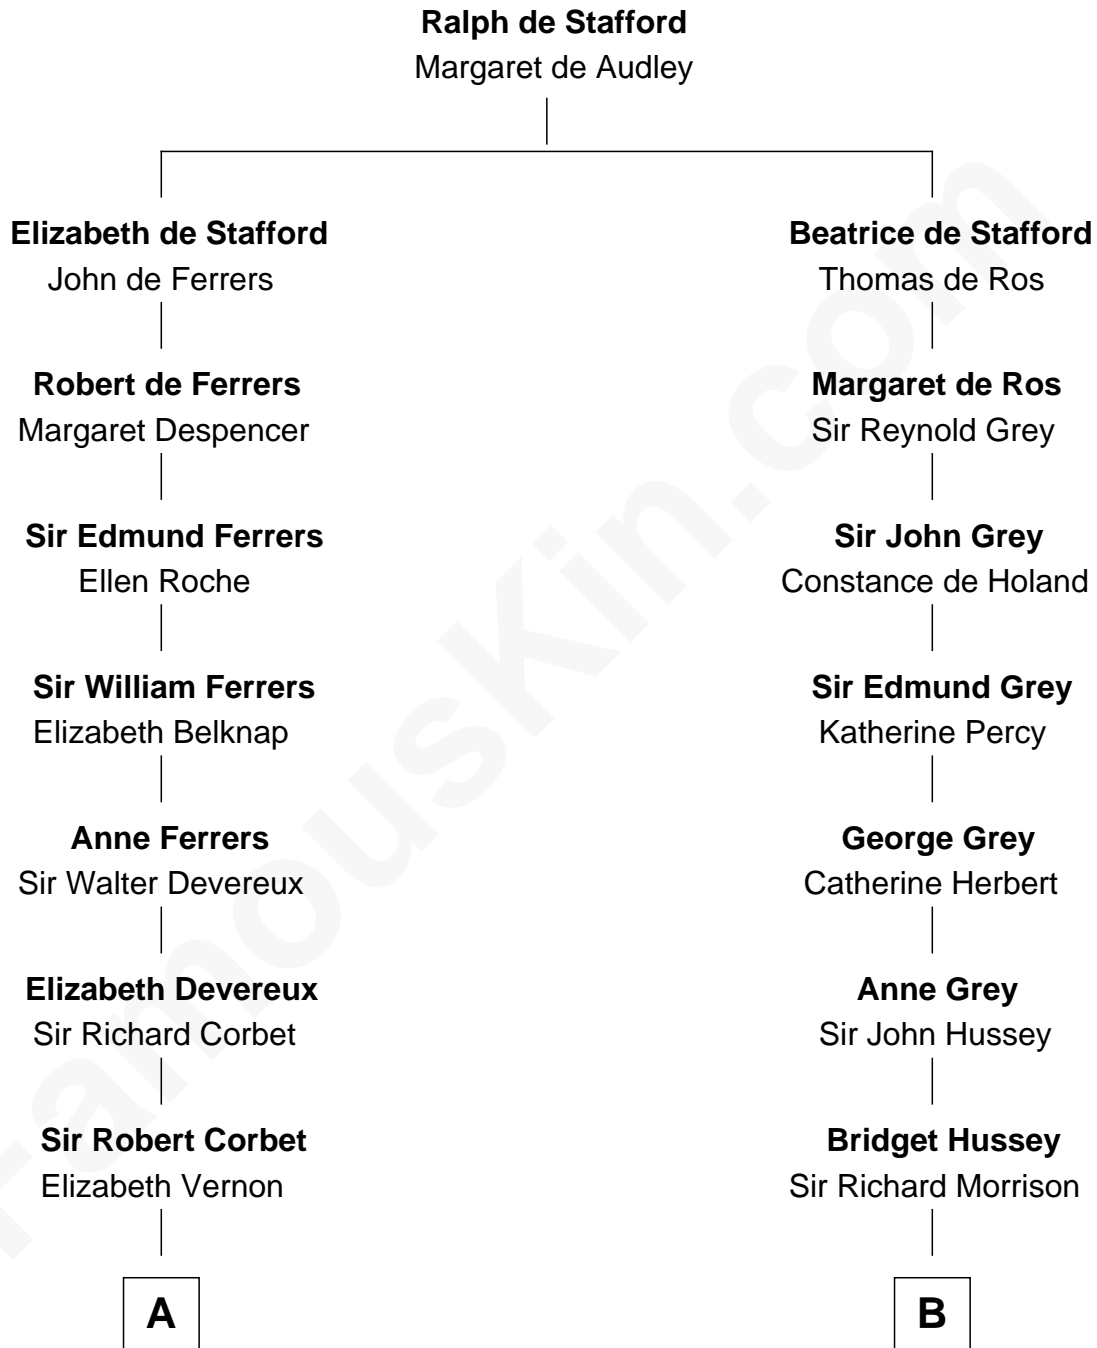 Ralph de Stafford
Margaret de Audley
Elizabeth de Stafford
John de Ferrers
Robert de Ferrers
Margaret Despencer
Sir Edmund Ferrers
Ellen Roche
Sir William Ferrers
Elizabeth Belknap
Anne Ferrers
Sir Walter Devereux
Elizabeth Devereux
Sir Richard Corbet
Sir Robert Corbet
Elizabeth Vernon
A
Beatrice de Stafford
Thomas de Ros
Margaret de Ros
Sir Reynold Grey
Sir John Grey
Constance de Holand
Sir Edmund Grey
Katherine Percy
George Grey
Catherine Herbert
Anne Grey
Sir John Hussey
Bridget Hussey
Sir Richard Morrison
B
FamousKin.com